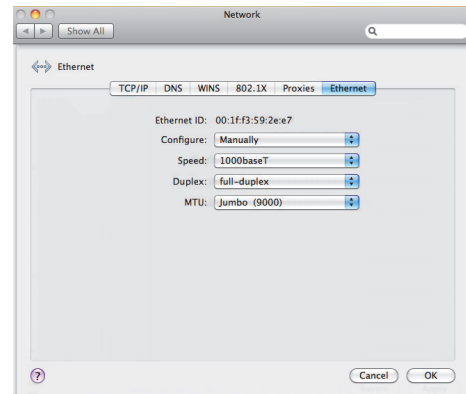 Network
Show All
Ethernet
TCP/IP DNS WINS 802.1X Proxies Ethernet
Ethernet ID: 00:1f:f3:59:2e:e7
Configure: Manually
Speed: 1000baseT
Duplex: full-duplex
MTU: Jumbo (9000)
? Cancel OK